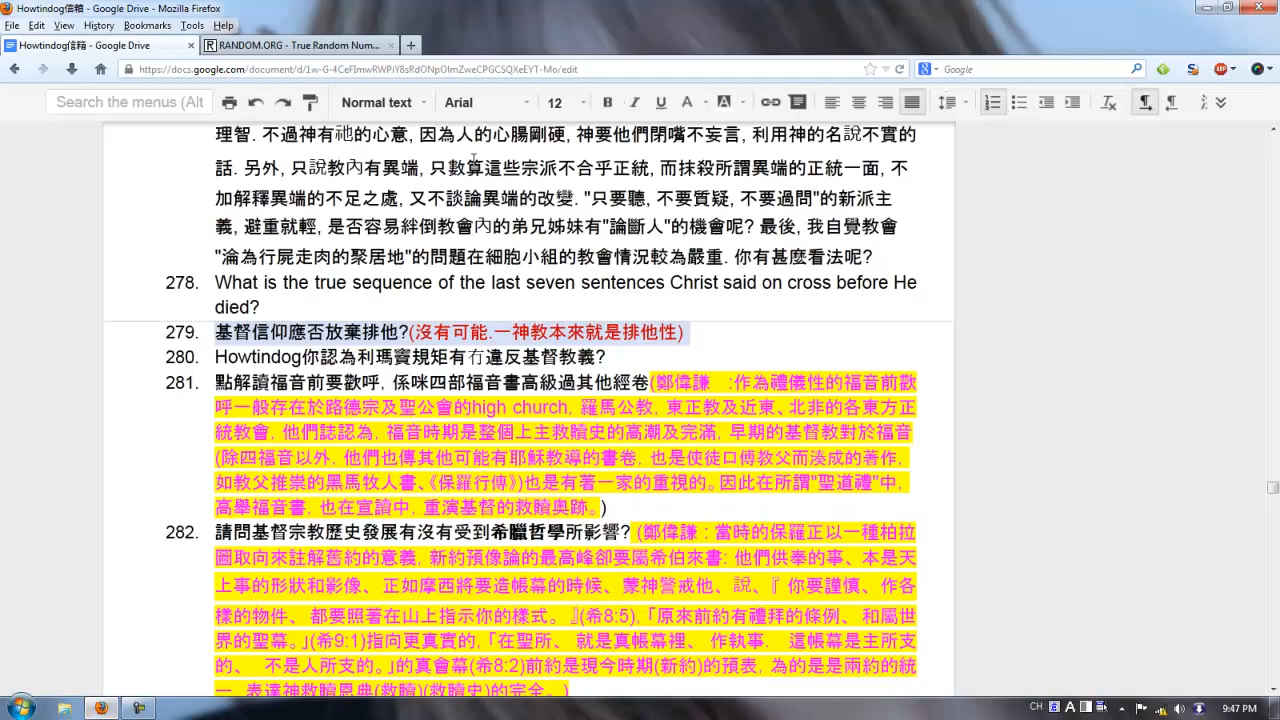 Howtindog信箱 - Google Drive - Mozilla Firefox
File Edit View History Bookmarks Tools Help
Howtindog信箱 - Google Drive × RANDOM.ORG - True Random Num... × +
https://docs.google.com/document/d/1w-G-4CeFImwRWPiY8sRdONpOlmZweCPGCSQXeEYT-Mo/edit Google
Search the menus (Alt Normal text Arial 12 B I U A A
理智. 不過神有祂的心意, 因為人的心腸剛硬, 神要他們閉嘴不妄言, 利用神的名說不實的
話. 另外, 只說教內有異端, 只數算這些宗派不合乎正統, 而抹殺所謂異端的正統一面, 不
加解釋異端的不足之處, 又不談論異端的改變. "只要聽, 不要質疑, 不要過問"的新派主
義, 避重就輕, 是否容易絆倒教會內的弟兄姊妹有"論斷人"的機會呢? 最後, 我自覺教會
"淪為行屍走肉的聚居地"的問題在細胞小組的教會情況較為嚴重. 你有甚麼看法呢?
278. What is the true sequence of the last seven sentences Christ said on cross before He
died?
279. 基督信仰應否放棄排他?(沒有可能.一神教本來就是排他性)
280. Howtindog你認為利瑪竇規矩有冇違反基督教義?
281. 點解讀福音前要歡呼, 係咪四部福音書高級過其他經卷(鄭偉謙 :作為禮儀性的福音前歡
呼一般存在於路德宗及聖公會的high church, 羅馬公教, 東正教及近東、北非的各東方正
統教會, 他們誌認為, 福音時期是整個上主救贖史的高潮及完滿, 早期的基督教對於福音
(除四福音以外, 他們也傳其他可能有耶穌教導的書卷, 也是使徒口傅教父而湊成的著作,
如教父推崇的黑馬牧人書、《保羅行傳》)也是有著一家的重視的。因此在所謂"聖道禮"中,
高舉福音書, 也在宣讀中, 重演基督的救贖奧跡。)
282. 請問基督宗教歷史發展有沒有受到希臘哲學所影響? (鄭偉謙 : 當時的保羅正以一種柏拉
圖取向來註解舊約的意義, 新約預像論的最高峰卻要屬希伯來書: 他們供奉的事、本是天
上事的形狀和影像、 正如摩西將要造帳幕的時候、 蒙神警戒他、 說、『 你要謹慎、 作各
樣的物件、 都要照著在山上指示你的樣式。 』(希8:5),「原來前約有禮拜的條例、 和屬世
界的聖幕。」(希9:1)指向更真實的,「在聖所、 就是真帳幕裡、 作執事. 這帳幕是主所支
的、 不是人所支的。」的真會幕(希8:2)前約是現今時期(新約)的預表, 為的是是兩約的統
一, 表達神救贖恩典(救贖)(救贖史)的完全。)
CH A 9:47 PM